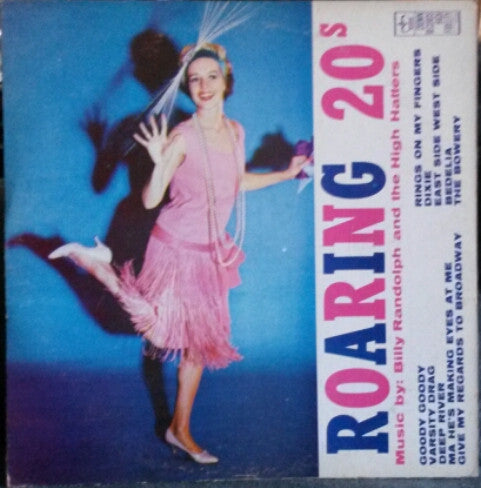 ROARING 20s
Music by: Billy Randolph and the High Hatters
GOODY GOODY
VARSITY DRAG
DEEP RIVER
MA HE'S MAKING EYES AT ME
GIVE MY REGARDS TO BROADWAY
RINGS ON MY FINGERS
DIXIE
EAST SIDE WEST SIDE
BEDELIA
THE BOWERY